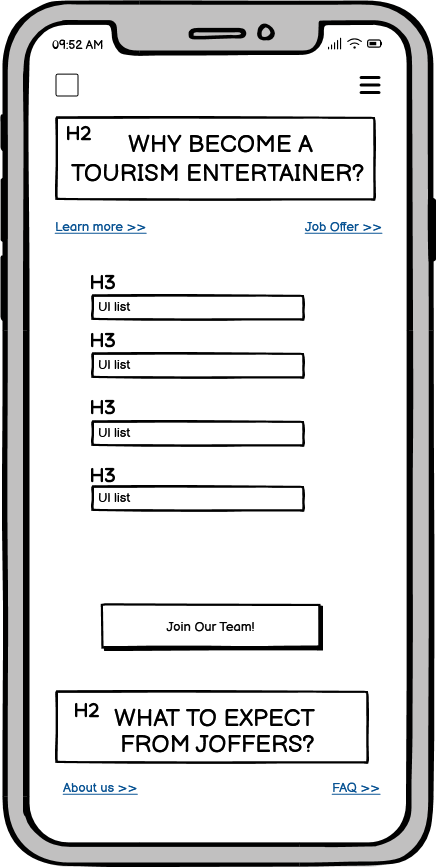 09:52 AM
H2
WHY BECOME A
TOURISM ENTERTAINER?
Learn more >>
Job Offer >>
H3
UI list
H3
UI list
H3
UI list
H3
UI list
Join Our Team!
H2
WHAT TO EXPECT
FROM JOFFERS?
About us >>
FAQ >>